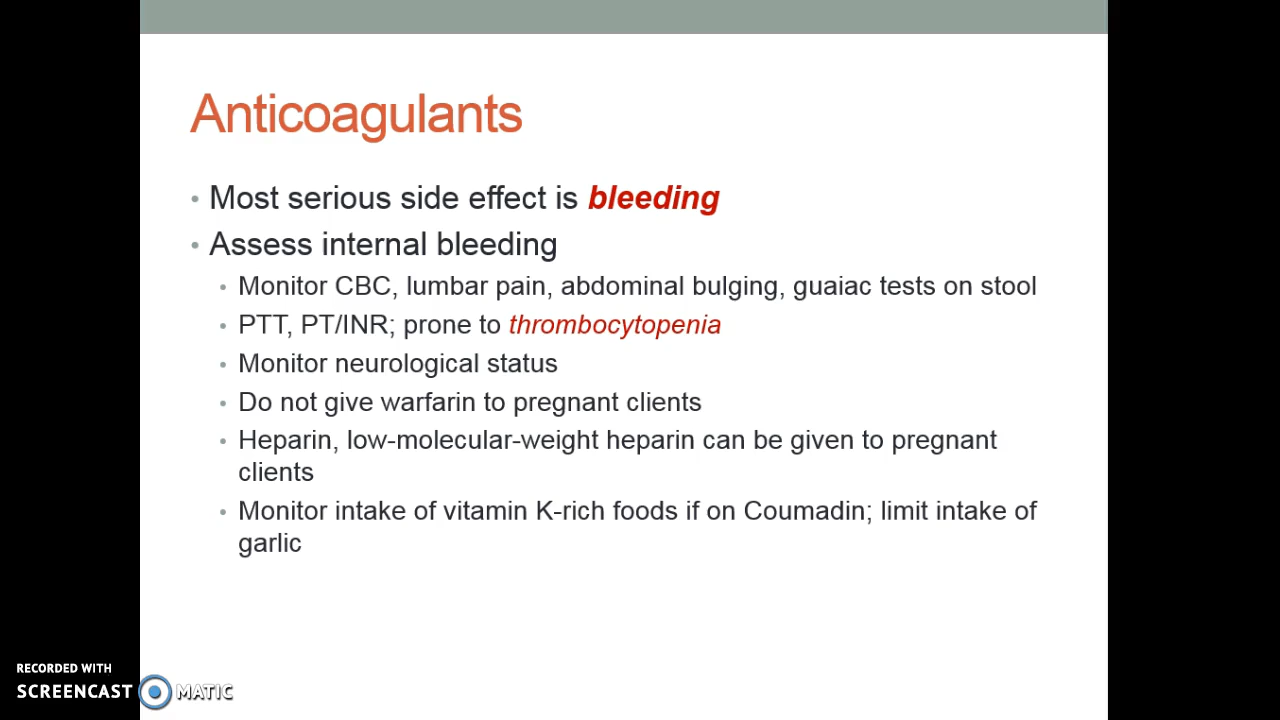 Anticoagulants
• Most serious side effect is bleeding
• Assess internal bleeding
• Monitor CBC, lumbar pain, abdominal bulging, guaiac tests on stool
• PTT, PT/INR; prone to thrombocytopenia
• Monitor neurological status
• Do not give warfarin to pregnant clients
• Heparin, low-molecular-weight heparin can be given to pregnant
clients
• Monitor intake of vitamin K-rich foods if on Coumadin; limit intake of
garlic
RECORDED WITH
SCREENCAST MATIC